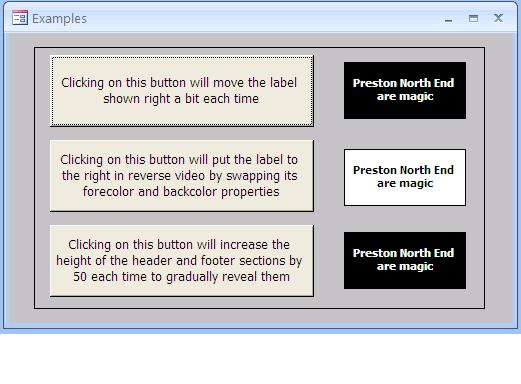 Examples
Clicking on this button will move the label
shown right a bit each time
Preston North End
are magic
Clicking on this button will put the label to
the right in reverse video by swapping its
forecolor and backcolor properties
Preston North End
are magic
Clicking on this button will increase the
height of the header and footer sections by
50 each time to gradually reveal them
Preston North End
are magic